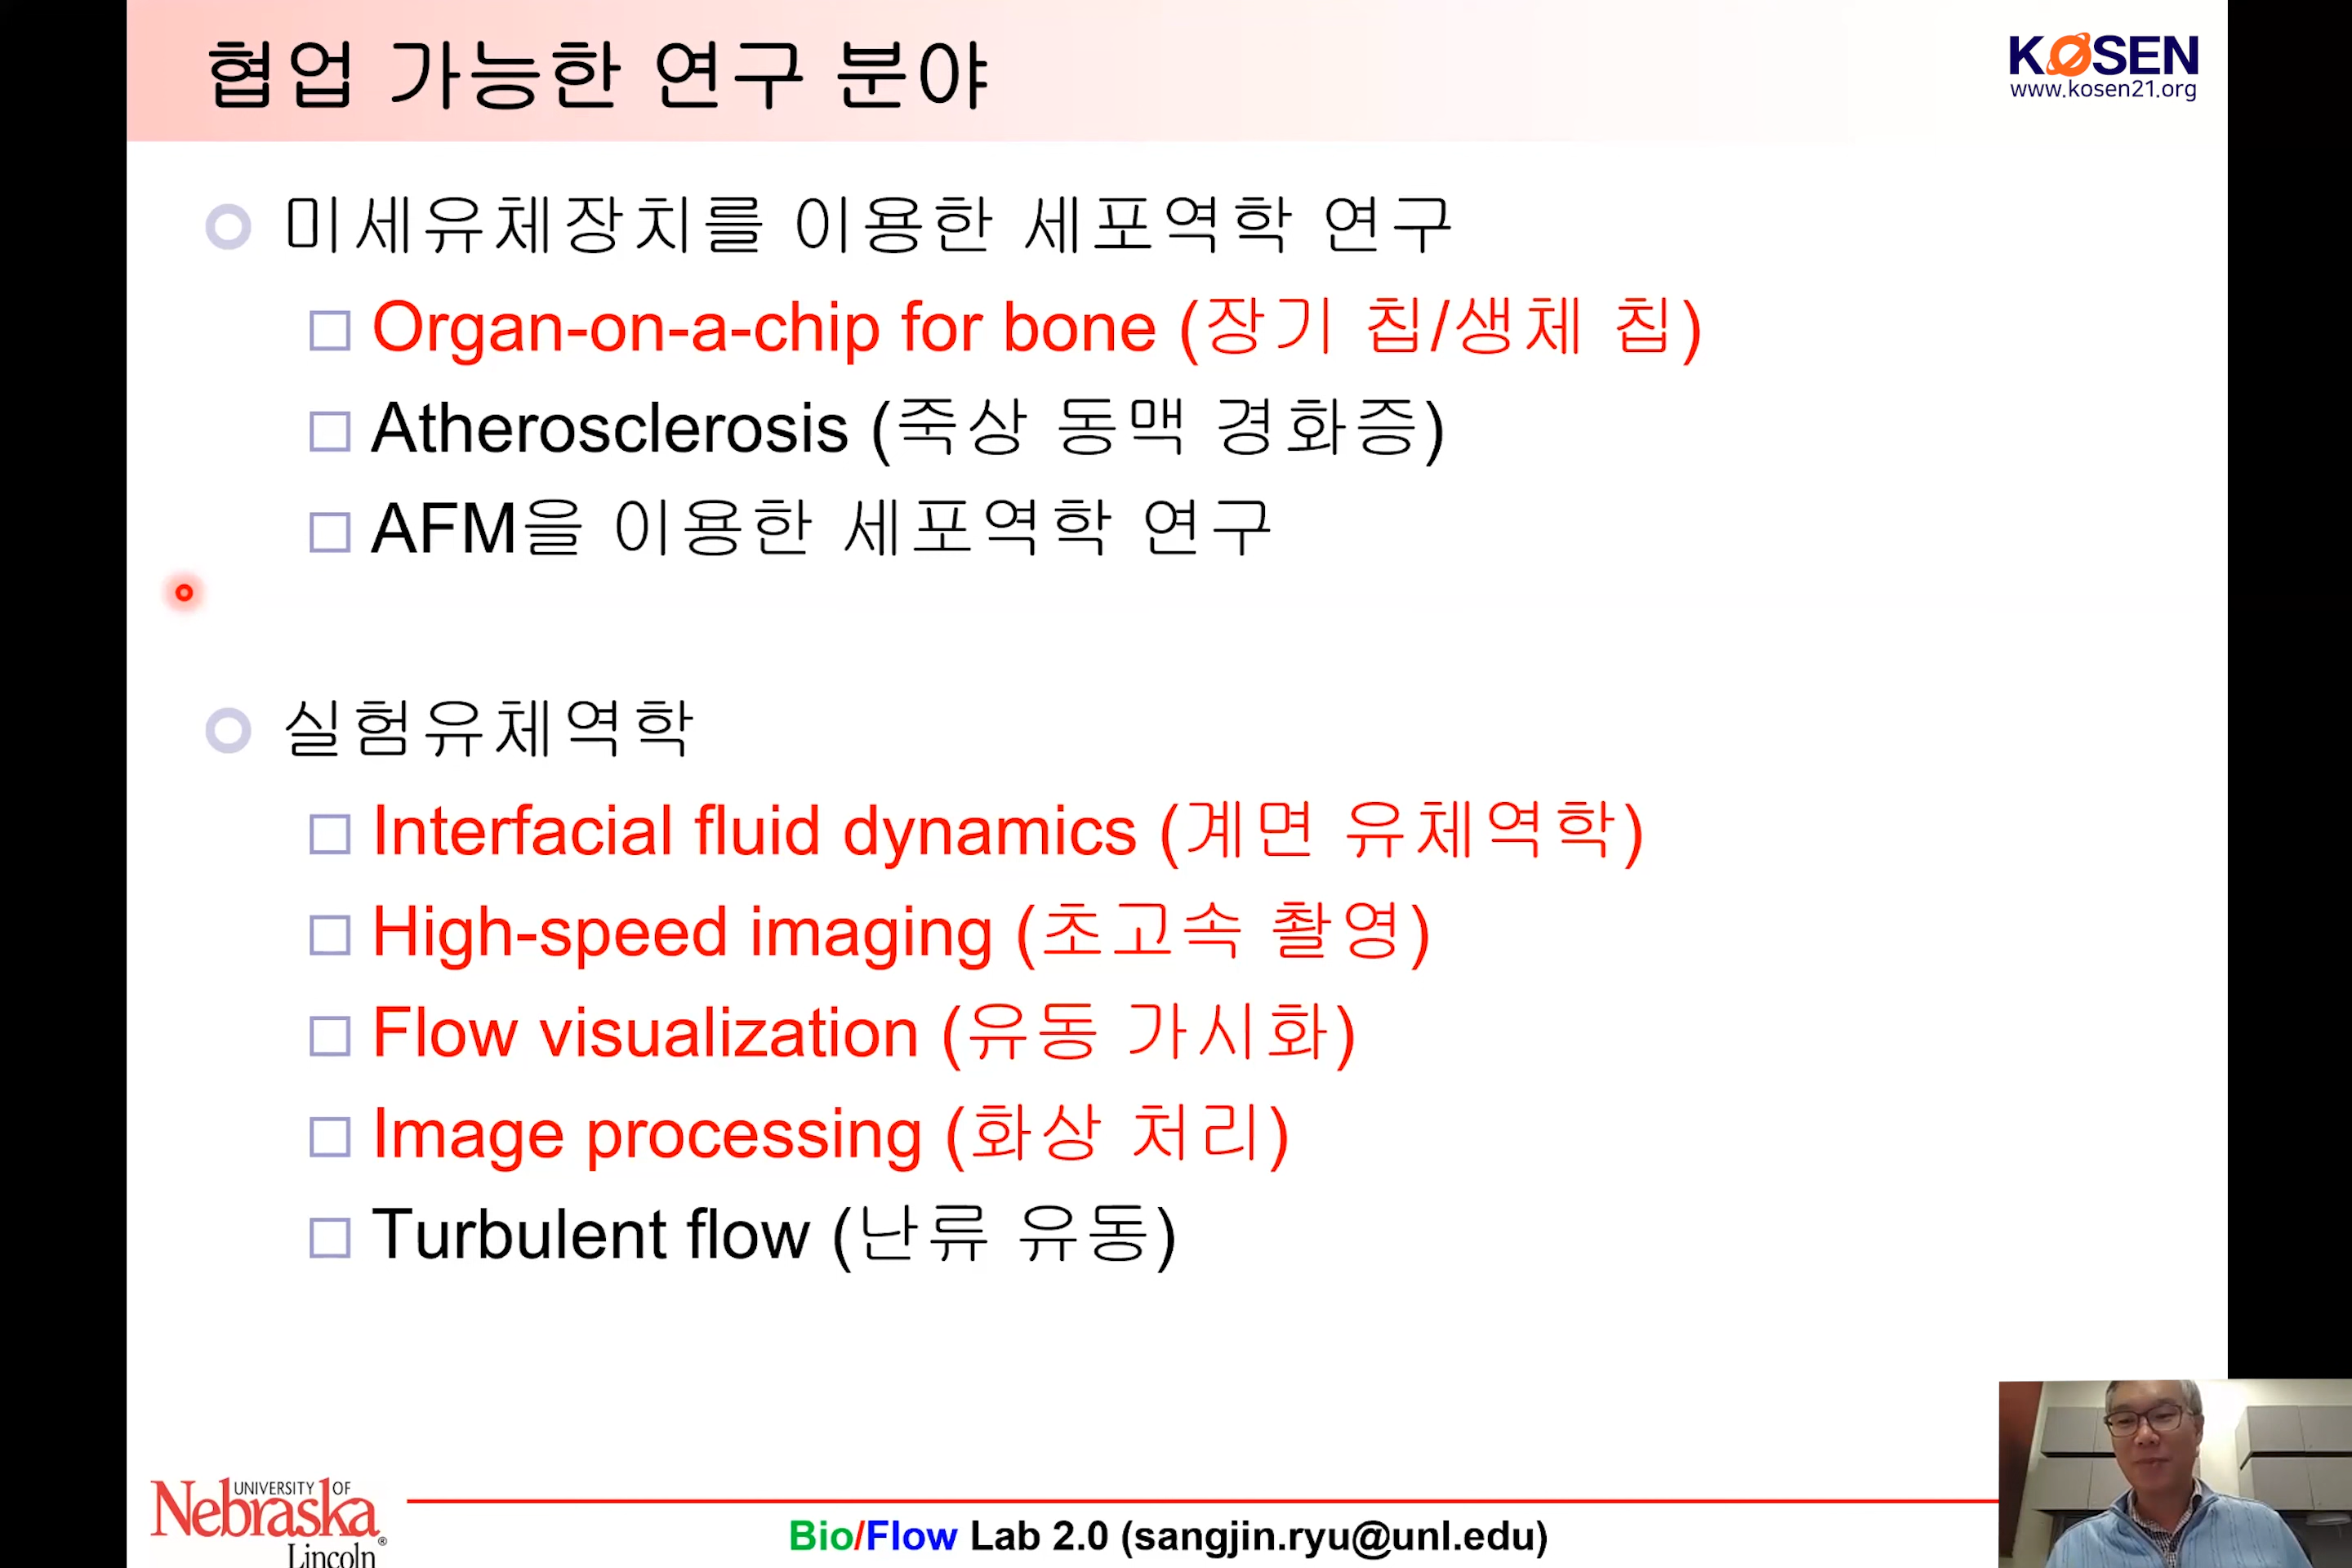 협업 가능한 연구 분야
KOSEN
www.kosen21.org
미세유체장치를 이용한 세포역학 연구
Organ-on-a-chip for bone (장기 칩/생체 칩)
Atherosclerosis (죽상 동맥 경화증)
AFM을 이용한 세포역학 연구
실험유체역학
Interfacial fluid dynamics (계면 유체역학)
High-speed imaging (초고속 촬영)
Flow visualization (유동 가시화)
Image processing (화상 처리)
Turbulent flow (난류 유동)
UNIVERSITY OF
Nebraska®
Lincoln
Bio/Flow Lab 2.0 (sangjin.ryu@unl.edu)